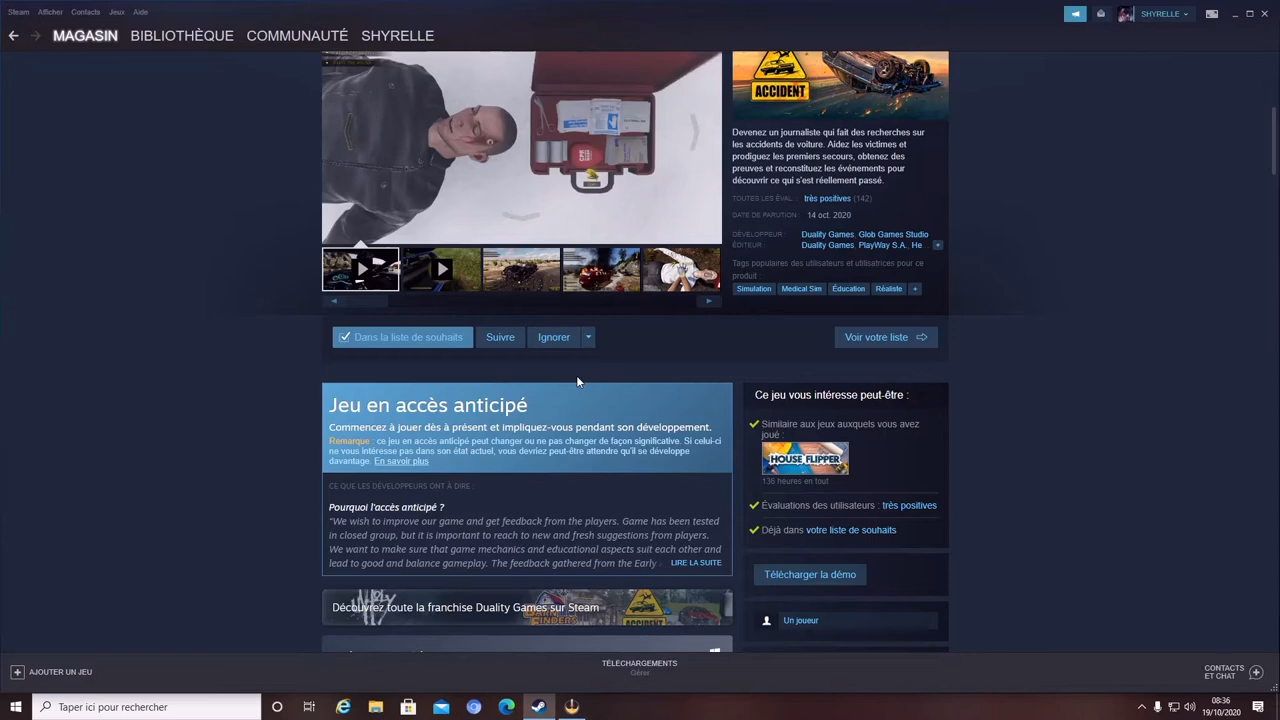 Steam Afficher Contacts Jeux Aide
SHYRELLE
MAGASIN BIBLIOTHÈQUE COMMUNAUTÉ SHYRELLE
ACCIDENT
Devenez un journaliste qui fait des recherches sur
les accidents de voiture. Aidez les victimes et
prodiguez les premiers secours, obtenez des
preuves et reconstituez les événements pour
découvrir ce qui s'est réellement passé.
TOUTES LES ÉVAL. : très positives (142)
DATE DE PARUTION : 14 oct. 2020
DÉVELOPPEUR : Duality Games, Glob Games Studio
ÉDITEUR : Duality Games, PlayWay S.A., He... +
Tags populaires des utilisateurs et utilisatrices pour ce
produit :
Simulation Medical Sim Éducation Réaliste +
Dans la liste de souhaits Suivre Ignorer Voir votre liste
Jeu en accès anticipé
Commencez à jouer dès à présent et impliquez-vous pendant son développement.
Remarque : ce jeu en accès anticipé peut changer ou ne pas changer de façon significative. Si celui-ci
ne vous intéresse pas dans son état actuel, vous devriez peut-être attendre qu'il se développe
davantage. En savoir plus
CE QUE LES DÉVELOPPEURS ONT À DIRE :
Pourquoi l'accès anticipé ?
"We wish to improve our game and get feedback from the players. Game has been tested
in closed group, but it is important to reach to new and fresh suggestions from players.
We want to make sure that game mechanics and educational aspects suit each other and
lead to good and balance gameplay. The feedback gathered from the Early
LIRE LA SUITE
Découvrez toute la franchise Duality Games sur Steam
BARN FINDERS
ACCIDENT
Ce jeu vous intéresse peut-être :
Similaire aux jeux auxquels vous avez
joué :
HOUSE FLIPPER
136 heures en tout
Évaluations des utilisateurs : très positives
Déjà dans votre liste de souhaits
Télécharger la démo
Un joueur
+ AJOUTER UN JEU
TÉLÉCHARGEMENTS
Gérer
CONTACTS
ET CHAT
Taper ici pour rechercher
08:36
19/10/2020